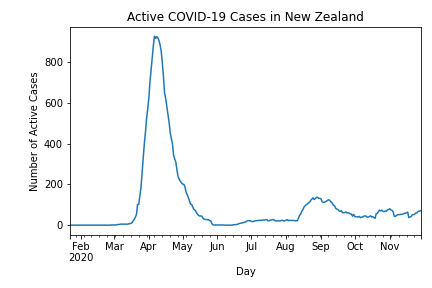 Active COVID-19 Cases in New Zealand
Number of Active Cases
800
600
400
200
0
Feb Mar Apr May Jun Jul Aug Sep Oct Nov
2020
Day